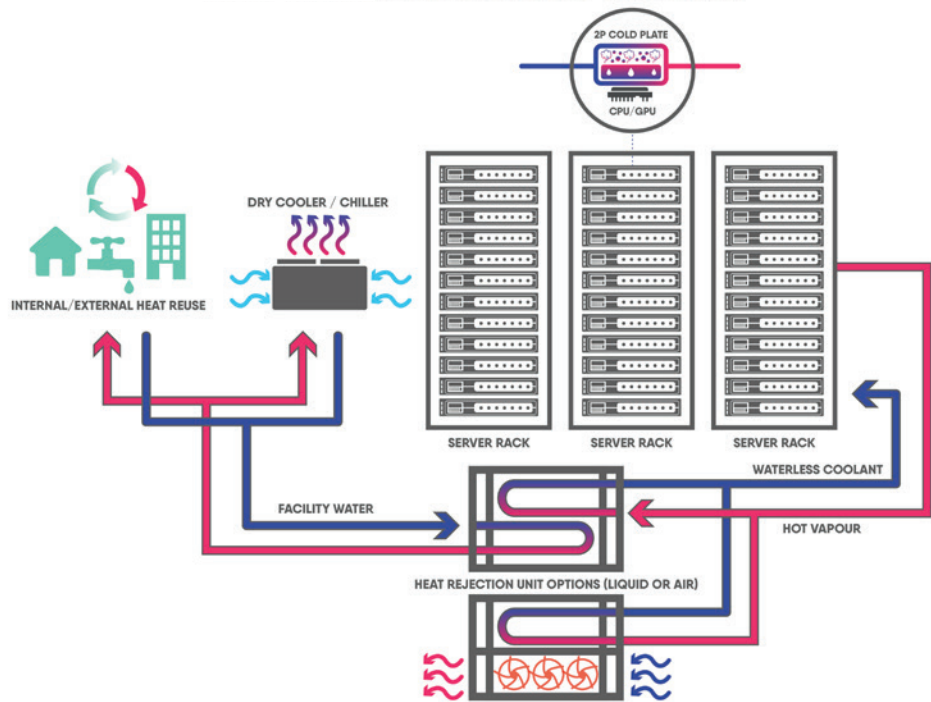 2P COLD PLATE
CPU/GPU
DRY COOLER / CHILLER
INTERNAL/EXTERNAL HEAT REUSE
SERVER RACK
SERVER RACK
SERVER RACK
WATERLESS COOLANT
FACILITY WATER
HOT VAPOUR
HEAT REJECTION UNIT OPTIONS (LIQUID OR AIR)